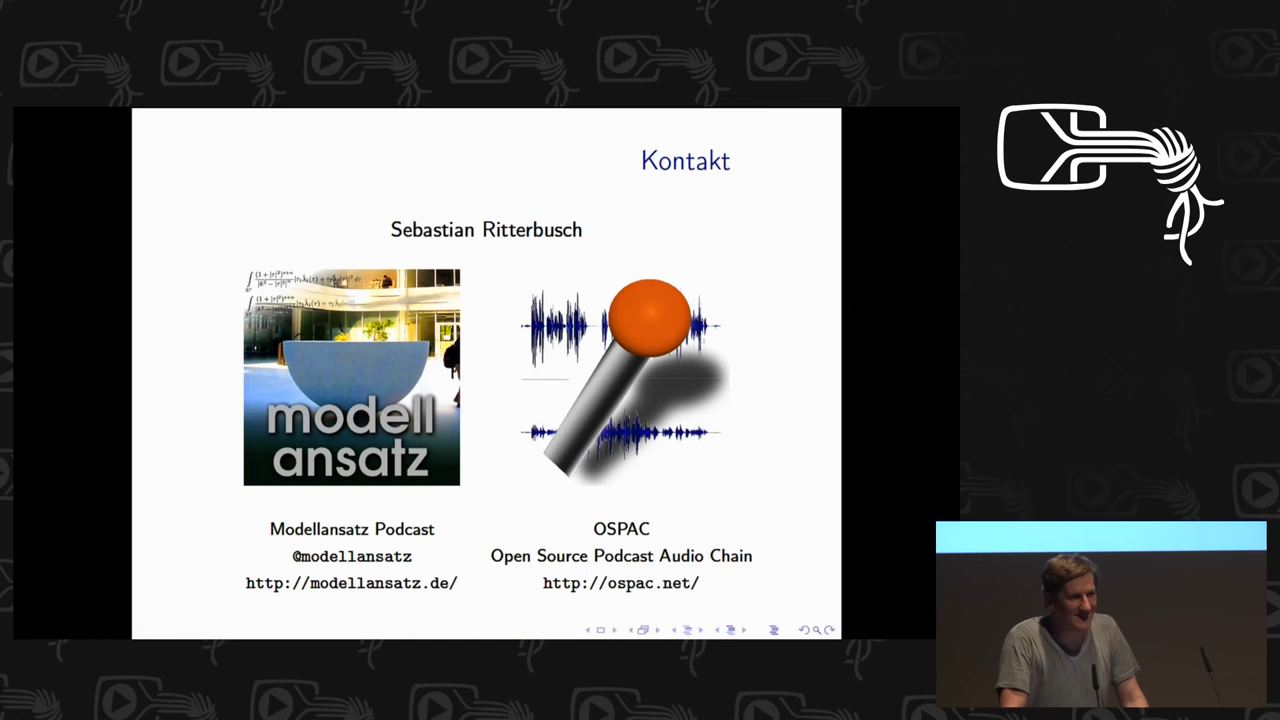 Kontakt
Sebastian Ritterbusch
modell
ansatz
Modellansatz Podcast
@modellansatz
http://modellansatz.de/
OSPAC
Open Source Podcast Audio Chain
http://ospac.net/